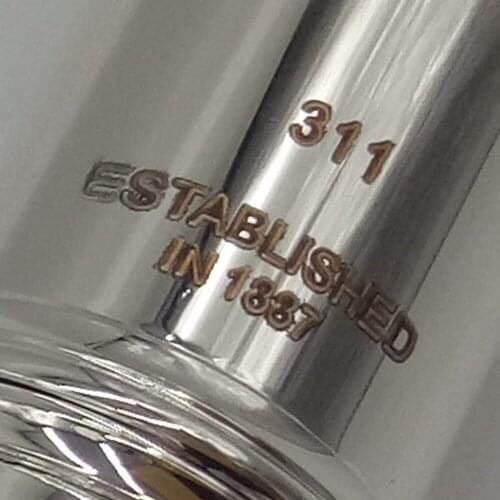 311
ESTABLISHED
IN 1887